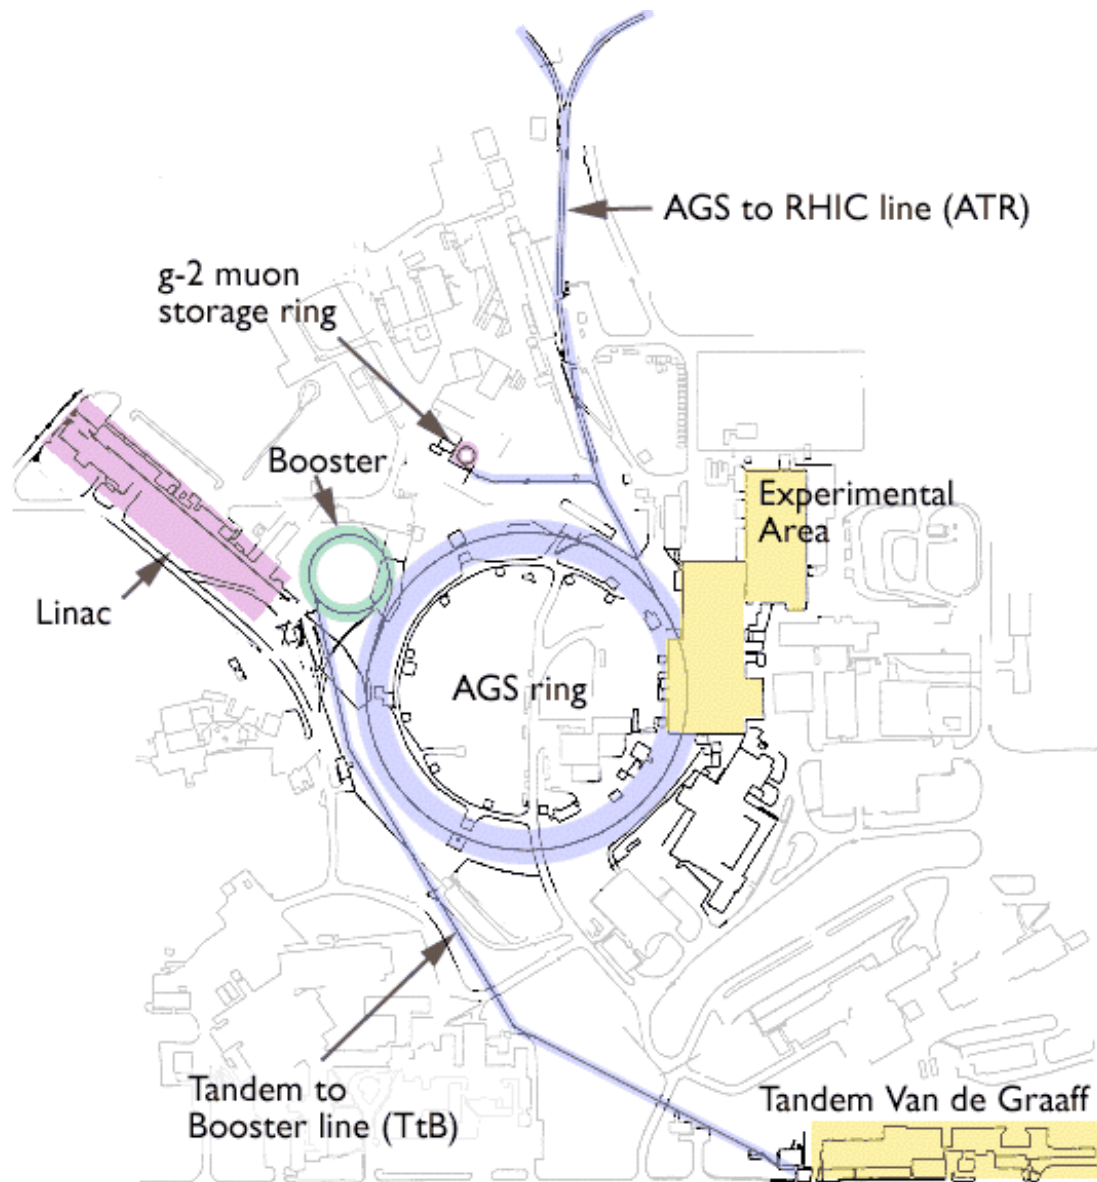 AGS to RHIC line (ATR)
g-2 muon
storage ring
Booster
Experimental
Area
Linac
AGS ring
Tandem to
Booster line (TtB)
Tandem Van de Graaff